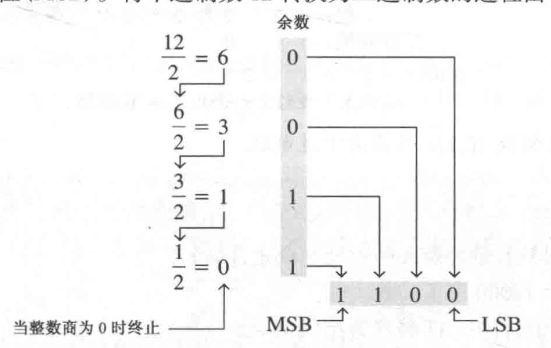 余数
12/2 = 6 0
6/2 = 3 0
3/2 = 1 1
1/2 = 0 1
1 1 0 0
当整数商为 0 时终止 MSB LSB